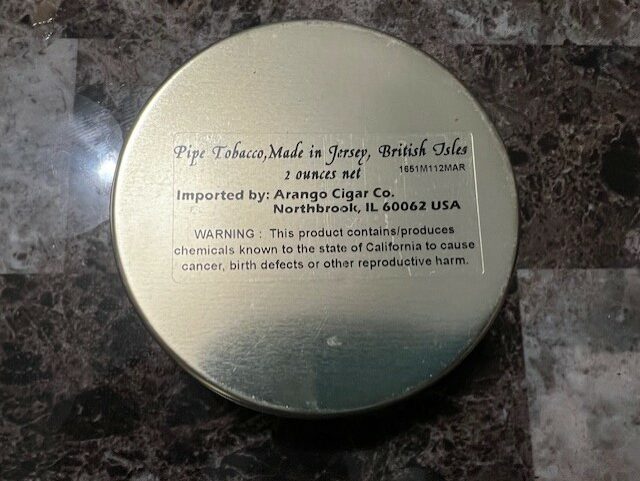 Pipe Tobacco,Made in Jersey, British Isles
2 ounces net
1651M112MAR
Imported by: Arango Cigar Co.
Northbrook, IL 60062 USA
WARNING : This product contains/produces
chemicals known to the state of California to cause
cancer, birth defects or other reproductive harm.